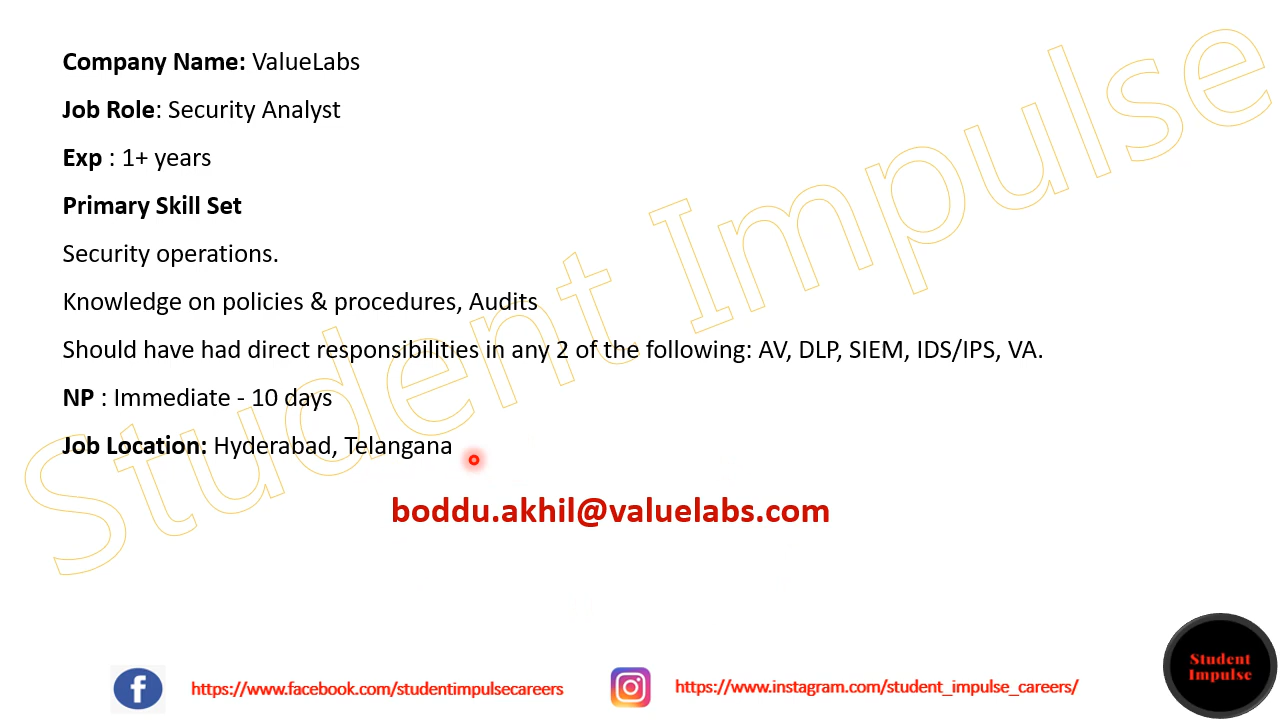 Company Name: ValueLabs
Job Role: Security Analyst
Exp : 1+ years
Primary Skill Set
Security operations.
Knowledge on policies & procedures, Audits
Should have had direct responsibilities in any 2 of the following: AV, DLP, SIEM, IDS/IPS, VA.
NP : Immediate - 10 days
Job Location: Hyderabad, Telangana
boddu.akhil@valuelabs.com
Student Impulse
https://www.facebook.com/studentimpulsecareers
https://www.instagram.com/student_impulse_careers/
Student
Impulse